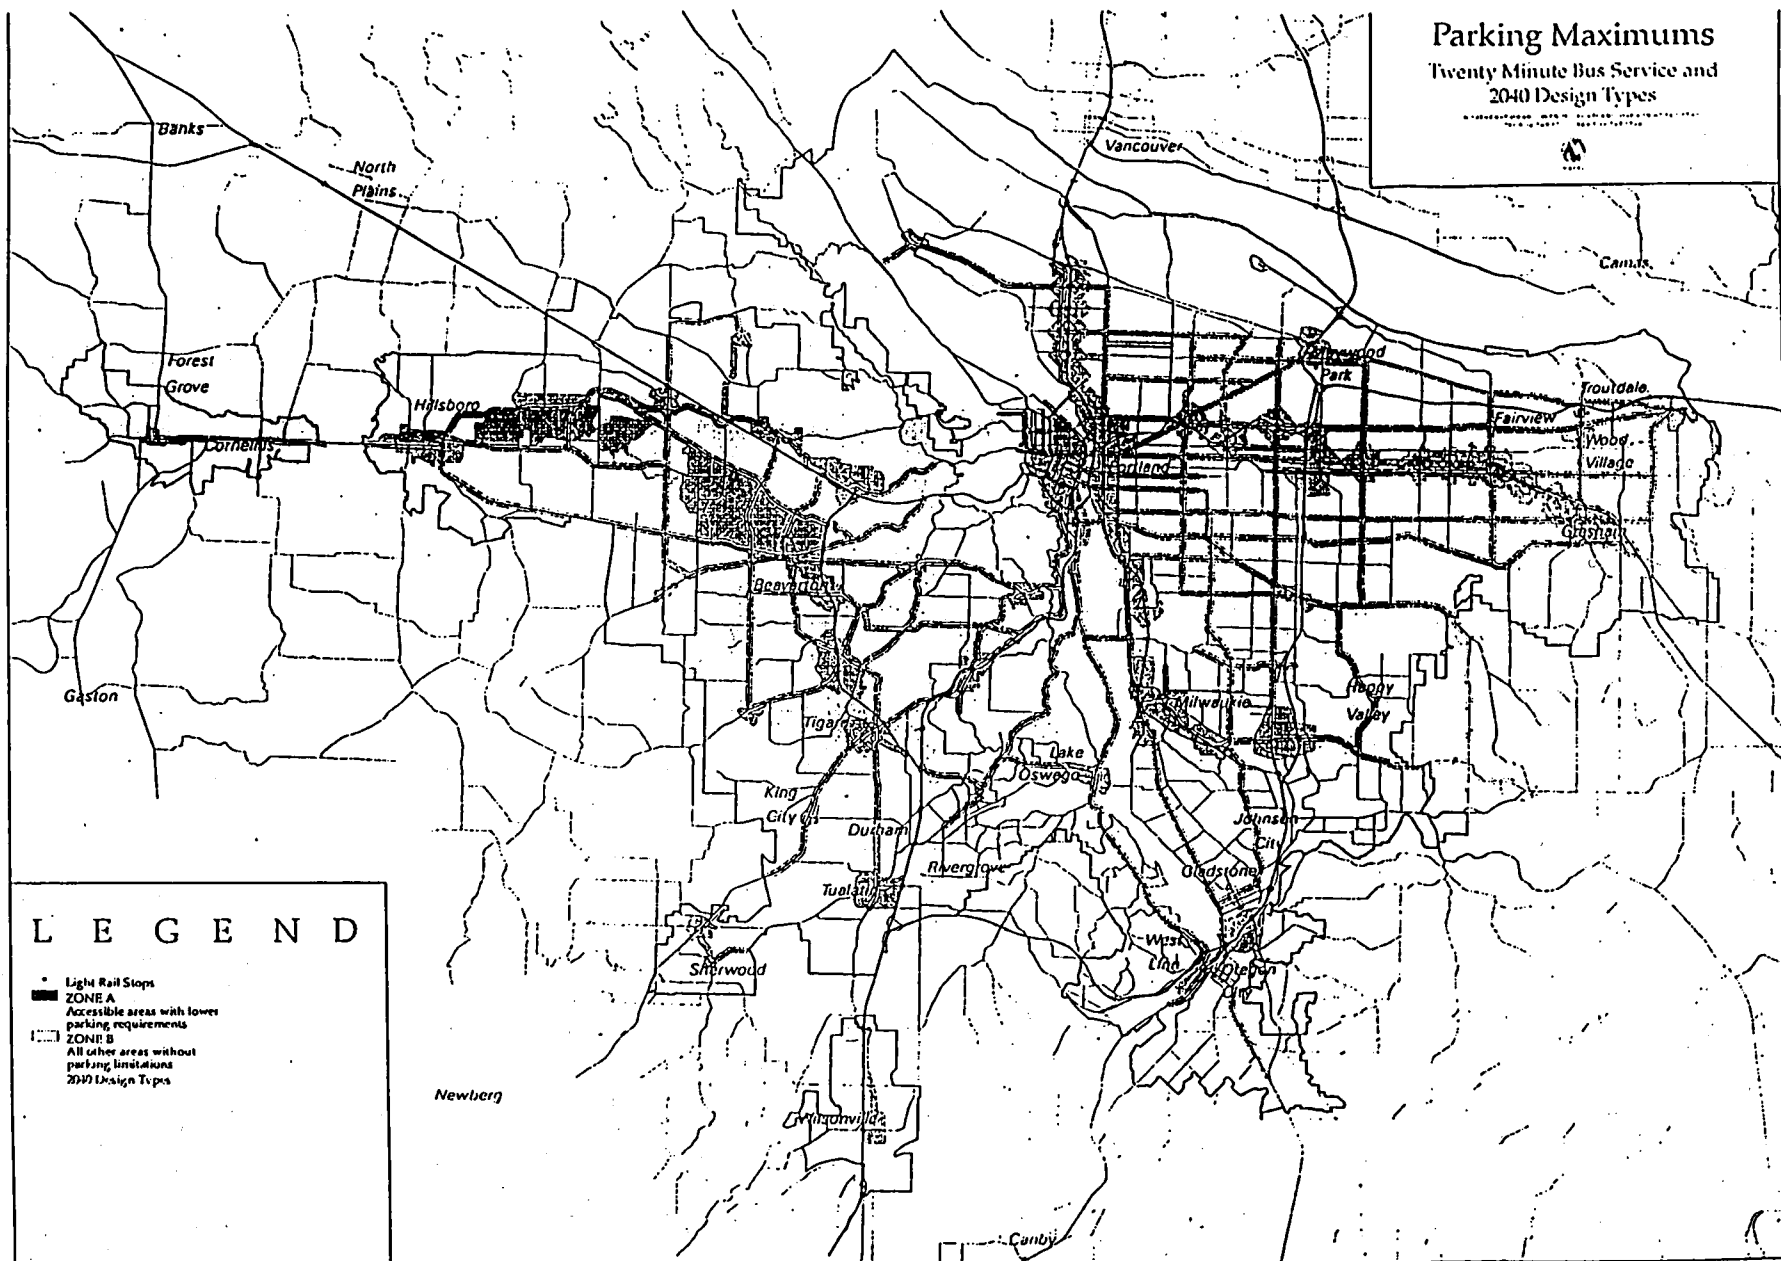 Parking Maximums
Twenty Minute Bus Service and
2040 Design Types
Banks
North
Plains
Vancouver
Camas
Forest
Grove
Hillsboro
Cornelius
Park
Troutdale
Fairview
Wood
Village
Portland
Gresham
Beaverton
Gaston
Happy
Valley
Milwaukie
Tigard
Lake
Oswego
King
City
Durham
Johnson
City
Rivergrove
Gladstone
Tualatin
West
Linn
Sherwood
Oregon
City
Newberg
Wilsonville
Canby
LEGEND
Light Rail Stops
ZONE A
Accessible areas with lower
parking requirements
ZONE B
All other areas without
parking limitations
2040 Design Types